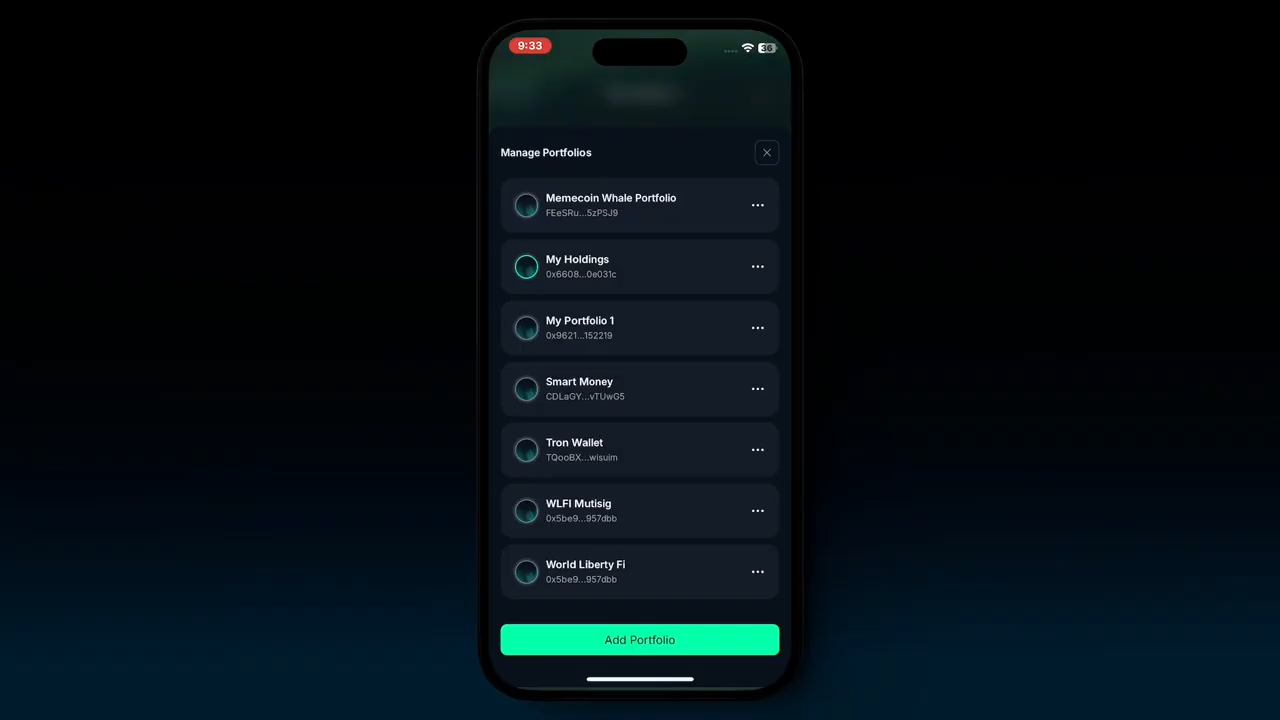 9:33
36
Manage Portfolios
Memecoin Whale Portfolio
FEeSRu...5zPSJ9
My Holdings
0x6608...0e031c
My Portfolio 1
0x9621...152219
Smart Money
CDLaGY...vTUwG5
Tron Wallet
TQooBX...wisuim
WLFI Mutisig
0x5be9...957dbb
World Liberty Fi
0x5be9...957dbb
Add Portfolio